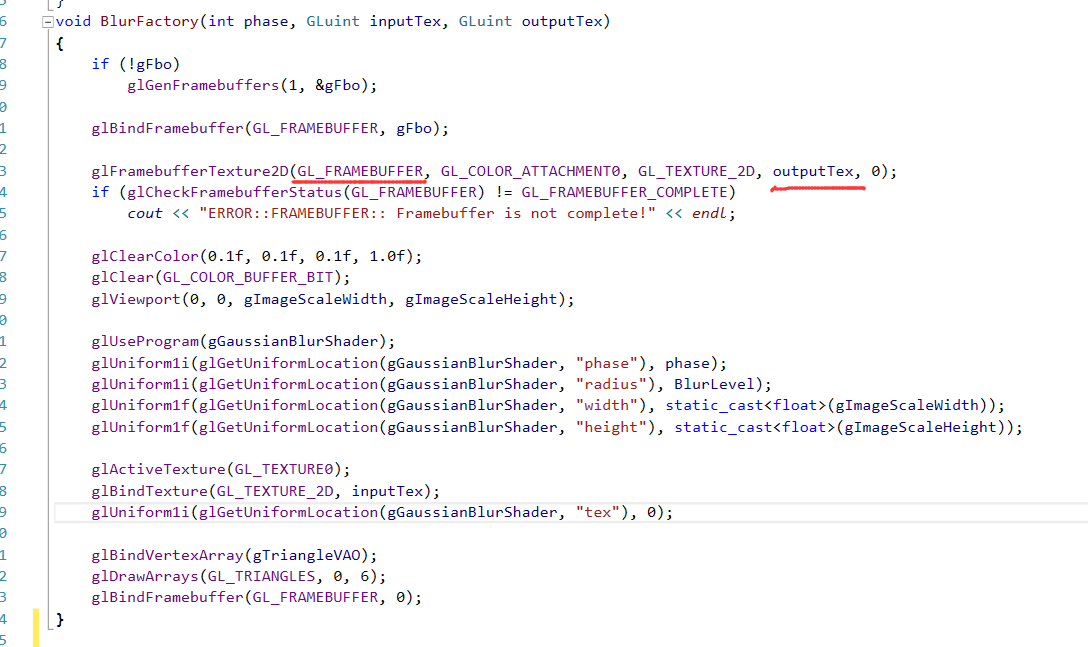 5 }
6 void BlurFactory(int phase, GLuint inputTex, GLuint outputTex)
7 {
8 if (!gFbo)
9 glGenFramebuffers(1, &gFbo);
0
1 glBindFramebuffer(GL_FRAMEBUFFER, gFbo);
2
3 glFramebufferTexture2D(GL_FRAMEBUFFER, GL_COLOR_ATTACHMENT0, GL_TEXTURE_2D, outputTex, 0);
4 if (glCheckFramebufferStatus(GL_FRAMEBUFFER) != GL_FRAMEBUFFER_COMPLETE)
5 cout << "ERROR::FRAMEBUFFER:: Framebuffer is not complete!" << endl;
6
7 glClearColor(0.1f, 0.1f, 0.1f, 1.0f);
8 glClear(GL_COLOR_BUFFER_BIT);
9 glViewport(0, 0, gImageScaleWidth, gImageScaleHeight);
0
1 glUseProgram(gGaussianBlurShader);
2 glUniform1i(glGetUniformLocation(gGaussianBlurShader, "phase"), phase);
3 glUniform1i(glGetUniformLocation(gGaussianBlurShader, "radius"), BlurLevel);
4 glUniform1f(glGetUniformLocation(gGaussianBlurShader, "width"), static_cast<float>(gImageScaleWidth));
5 glUniform1f(glGetUniformLocation(gGaussianBlurShader, "height"), static_cast<float>(gImageScaleHeight));
6
7 glActiveTexture(GL_TEXTURE0);
8 glBindTexture(GL_TEXTURE_2D, inputTex);
9 glUniform1i(glGetUniformLocation(gGaussianBlurShader, "tex"), 0);
0
1 glBindVertexArray(gTriangleVAO);
2 glDrawArrays(GL_TRIANGLES, 0, 6);
3 glBindFramebuffer(GL_FRAMEBUFFER, 0);
4 }
5